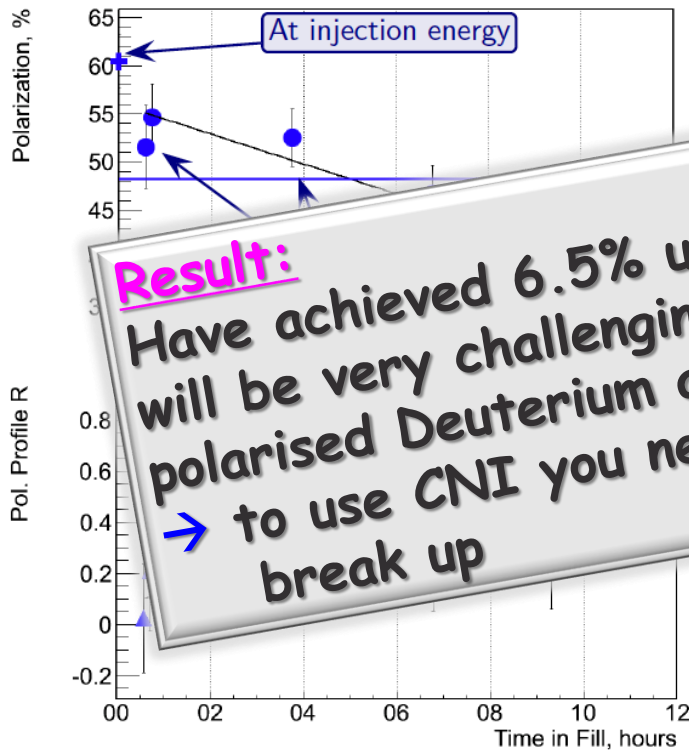 65
At injection energy
60
55
50
45
3
Polarization, %
Result:
Have achieved 6.5% u
will be very challengin
polarised Deuterium
→ to use CNI you ne
break up
Pol. Profile R
0.8
0.6
0.4
0.2
0
-0.2
00 02 04 06 08 10 12
Time in Fill, hours